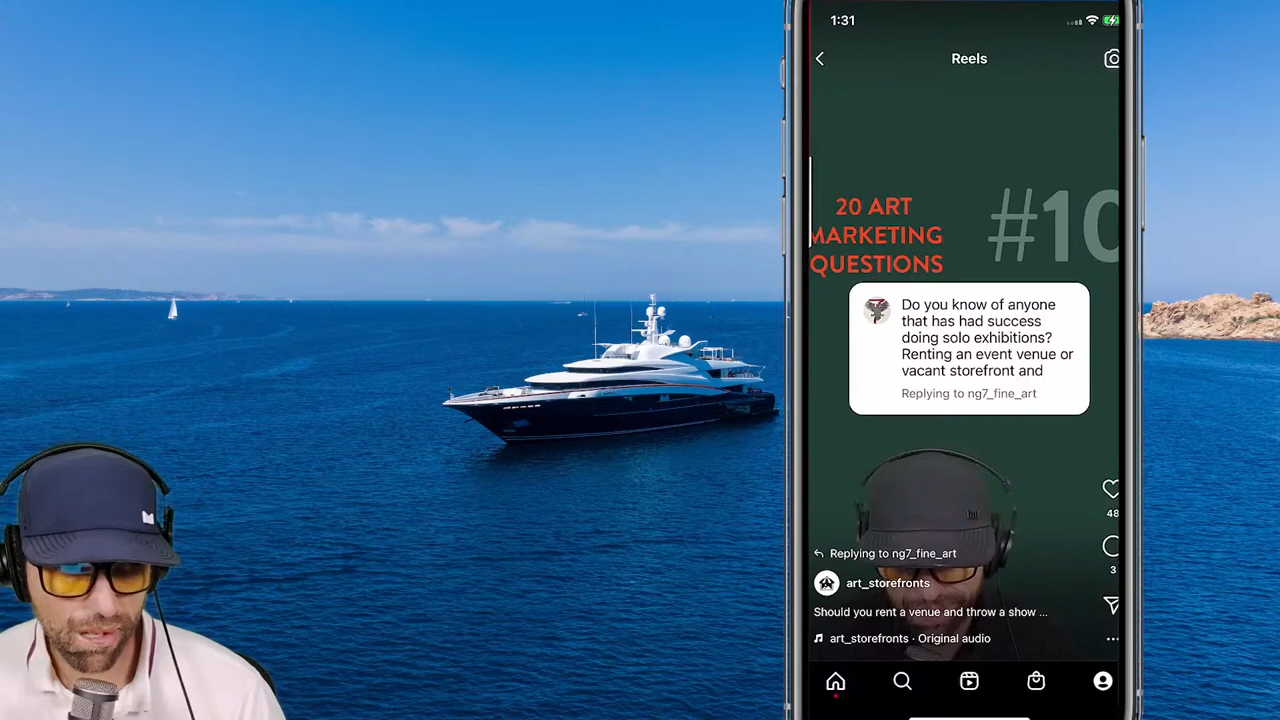 1:31
Reels
20 ART
MARKETING
QUESTIONS
#10
Do you know of anyone
that has had success
doing solo exhibitions?
Renting an event venue or
vacant storefront and
Replying to ng7_fine_art
48
3
Replying to ng7_fine_art
art_storefronts
Should you rent a venue and throw a show ...
art_storefronts · Original audio